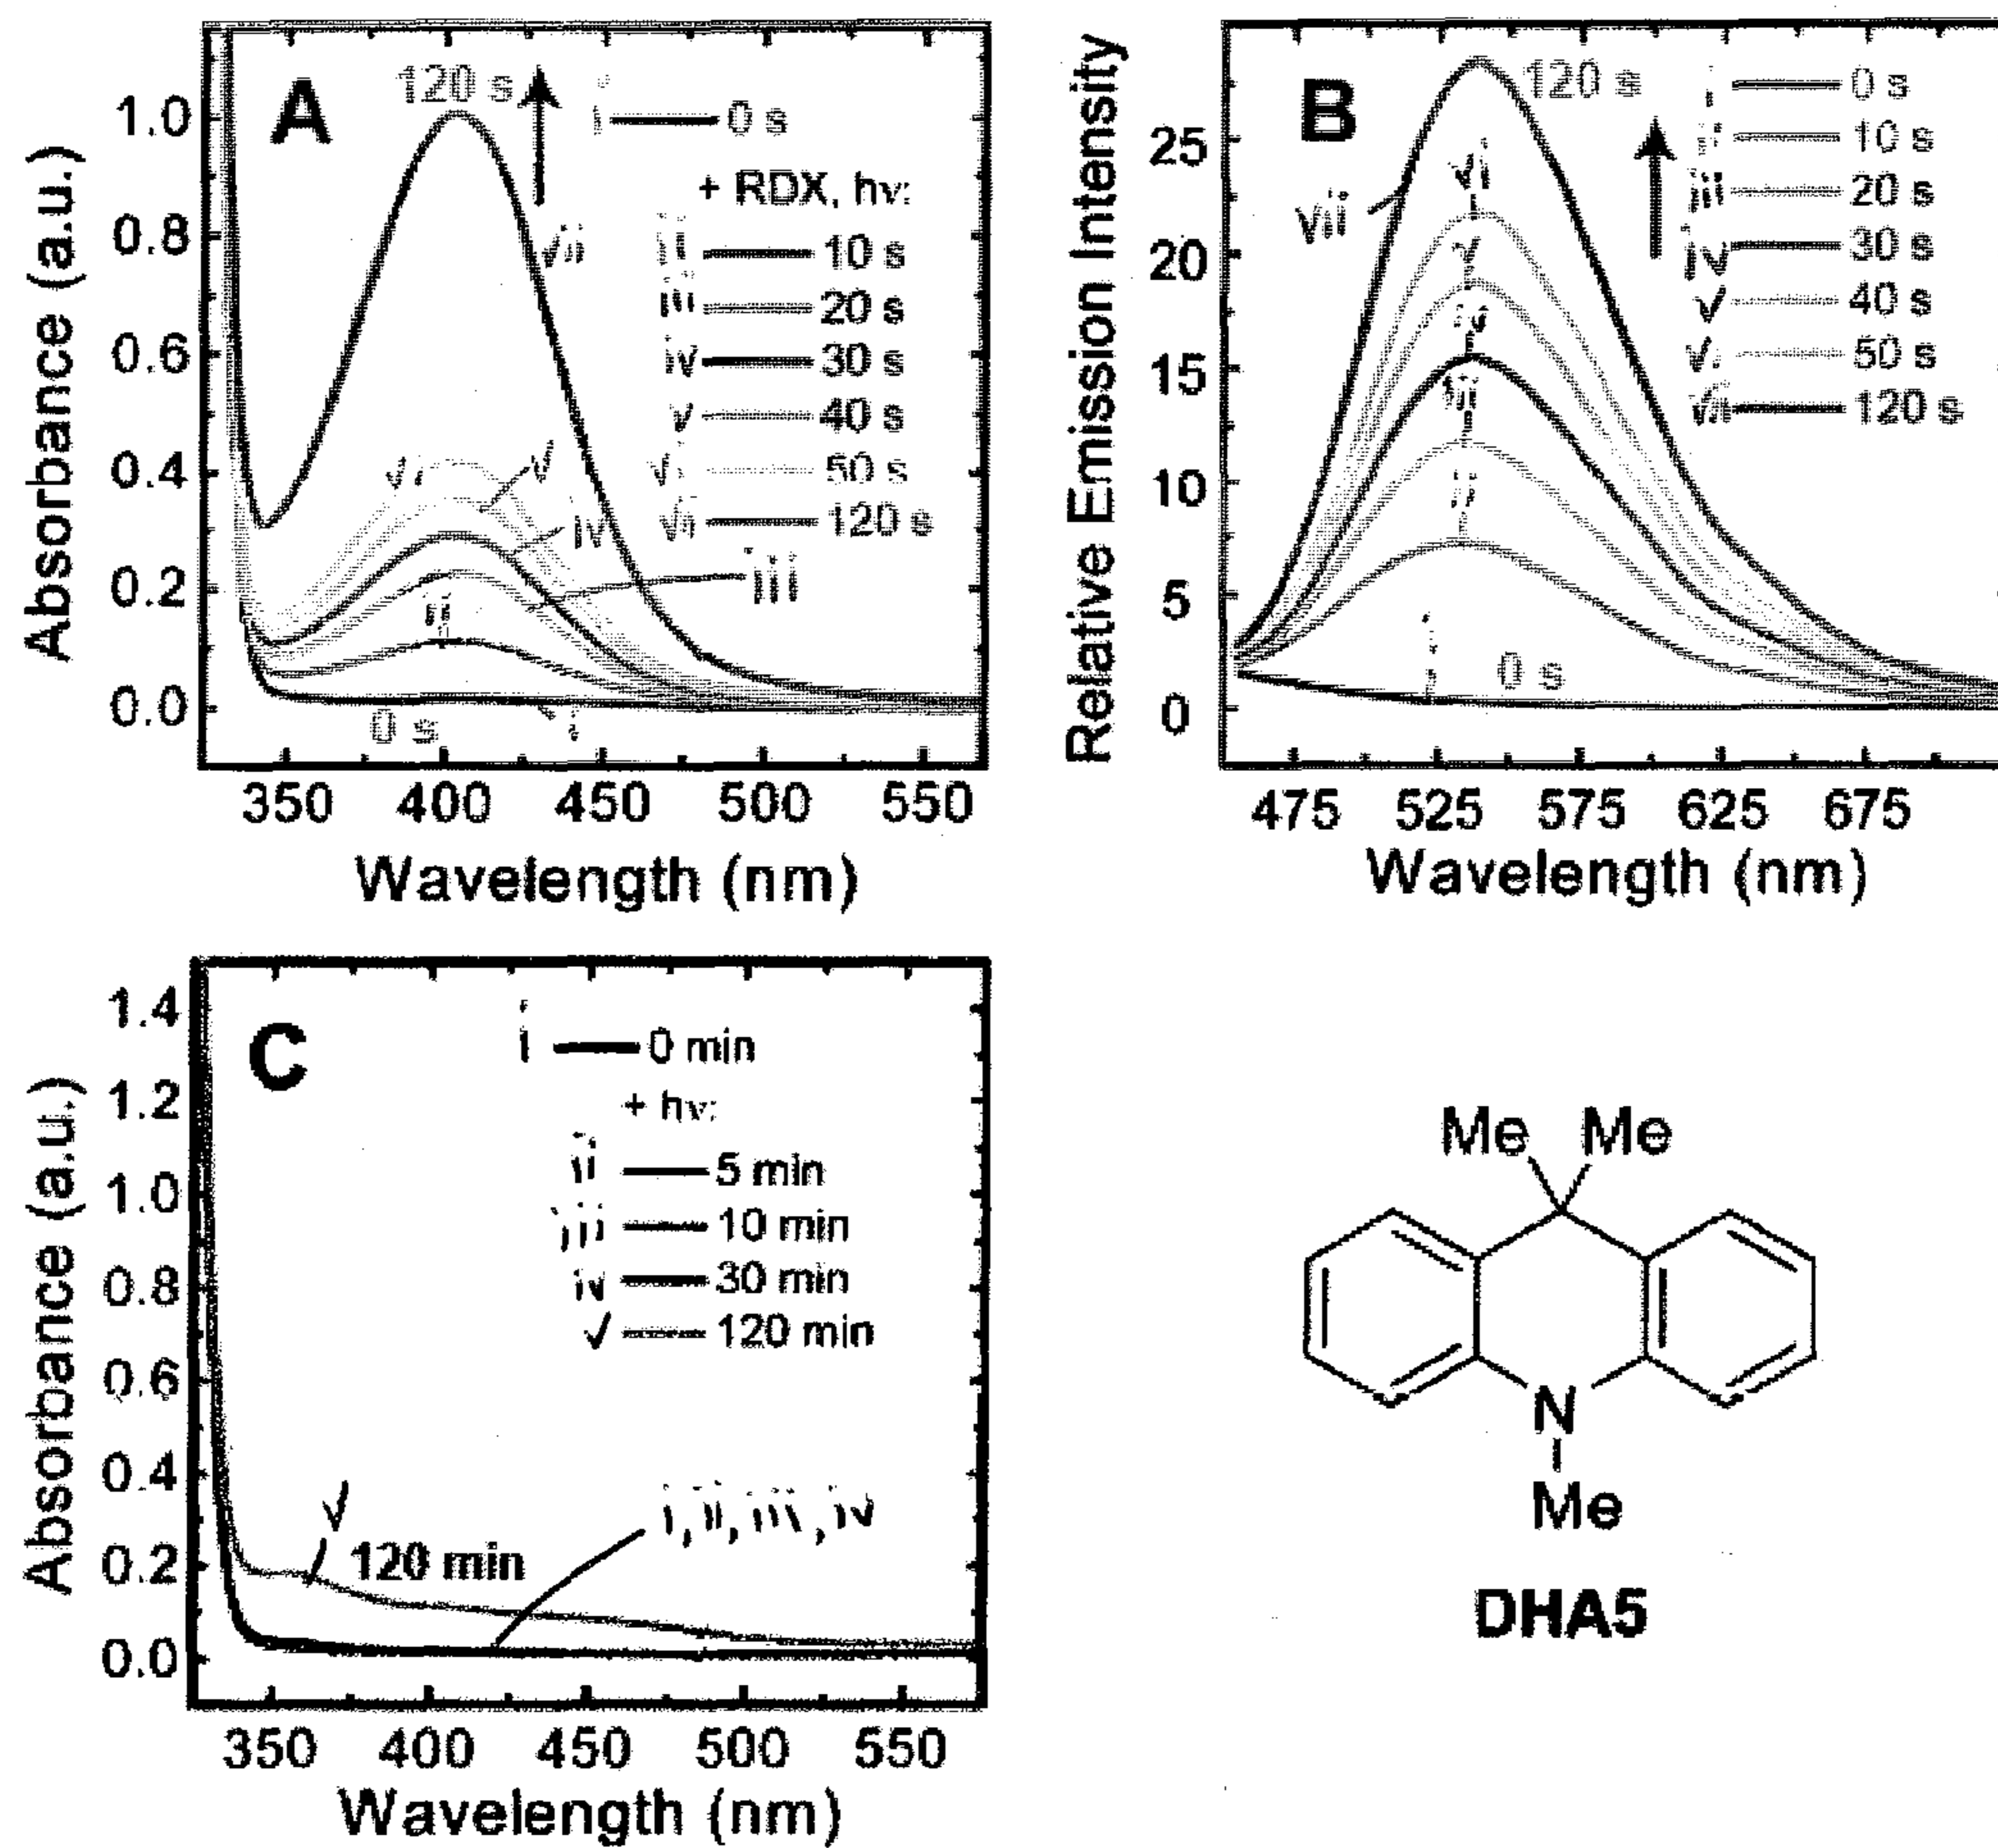 A
120 s
i 0 s
+ RDX, hv:
ii 10 s
iii 20 s
iv 30 s
v 40 s
vi 50 s
vii 120 s
vii
vi
v
iv
iii
ii
0 s
i
1.0
0.8
0.6
0.4
0.2
0.0
Absorbance (a.u.)
350 400 450 500 550
Wavelength (nm)
B
120 s
i 0 s
ii 10 s
iii 20 s
iv 30 s
v 40 s
vi 50 s
vii 120 s
vii
vi
v
iv
iii
ii
i
0 s
25
20
15
10
5
0
Relative Emission Intensity
475 525 575 625 675
Wavelength (nm)
C
i 0 min
+ hv:
ii 5 min
iii 10 min
iv 30 min
v 120 min
v
120 min
i, ii, iii, iv
1.4
1.2
1.0
0.8
0.6
0.4
0.2
0.0
Absorbance (a.u.)
350 400 450 500 550
Wavelength (nm)
Me Me
N
Me
DHA5